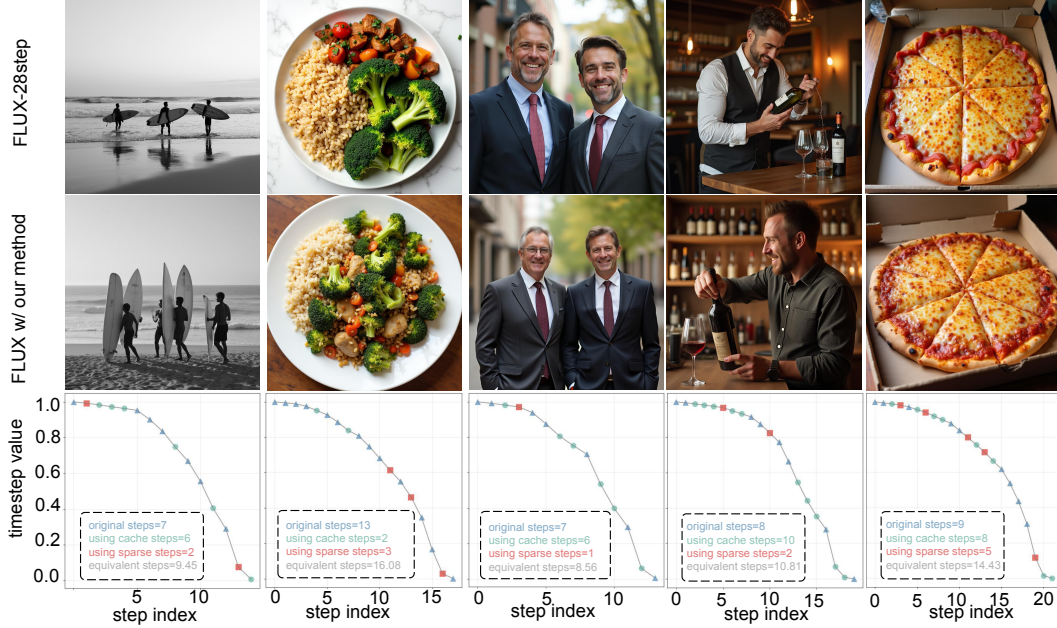 FLUX-28step
FLUX w/ our method
timestep value
1.0
0.8
0.6
0.4
0.2
0.0
original steps=7
using cache steps=6
using sparse steps=2
equivalent steps=9.45
original steps=13
using cache steps=2
using sparse steps=3
equivalent steps=16.08
original steps=7
using cache steps=6
using sparse steps=1
equivalent steps=8.56
original steps=8
using cache steps=10
using sparse steps=2
equivalent steps=10.81
original steps=9
using cache steps=8
using sparse steps=5
equivalent steps=14.43
5 10
step index
0 5 10 15
step index
0 5 10
step index
0 5 10 15
step index
0 5 10 15 20
step index